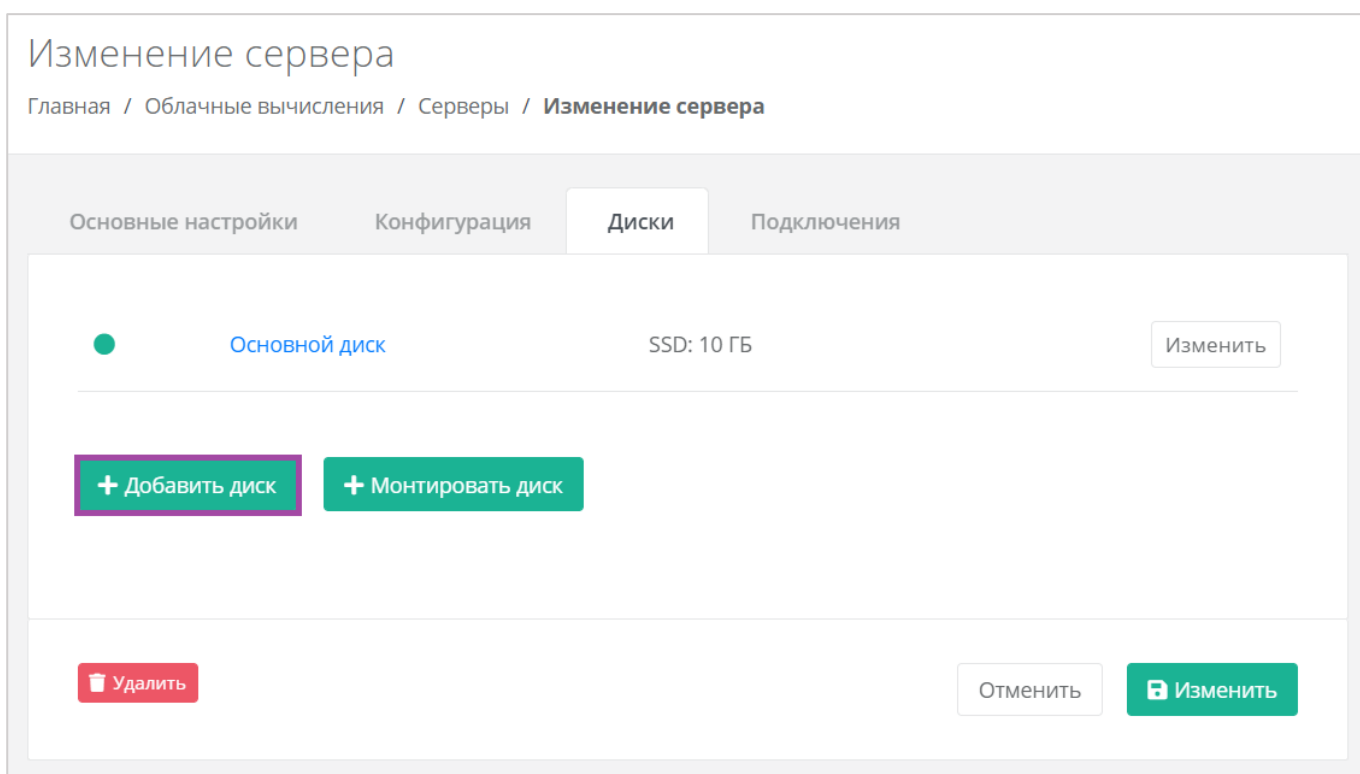 Изменение сервера
Главная / Облачные вычисления / Серверы / Изменение сервера
Основные настройки Конфигурация Диски Подключения
Основной диск SSD: 10 ГБ Изменить
Добавить диск Монтировать диск
Удалить Отменить Изменить